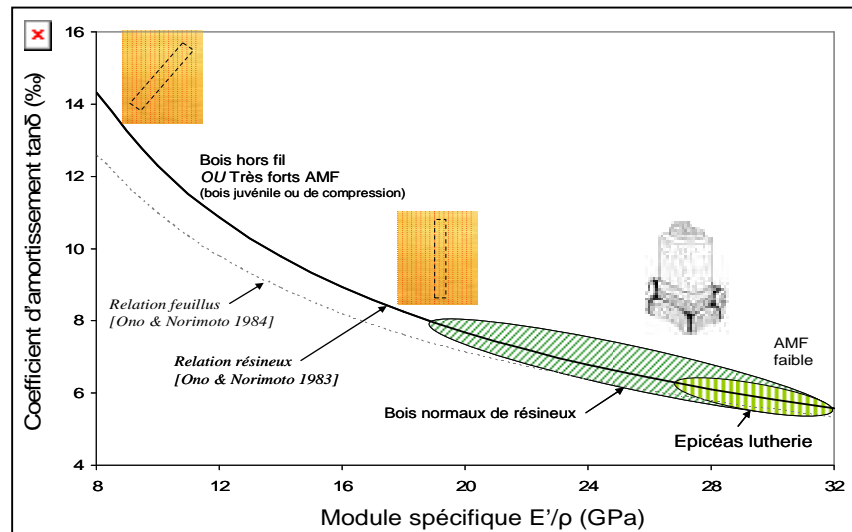 Coefficient d'amortissement tanδ (‰)
16
14
12
10
8
6
4
Bois hors fil
OU Très forts AMF
(bois juvénile ou de compression)
Relation feuillus
[Ono & Norimoto 1984]
Relation résineux
[Ono & Norimoto 1983]
AMF
faible
Bois normaux de résineux
Epicéas lutherie
8
12
16
20
24
28
32
Module spécifique E'/ρ (GPa)